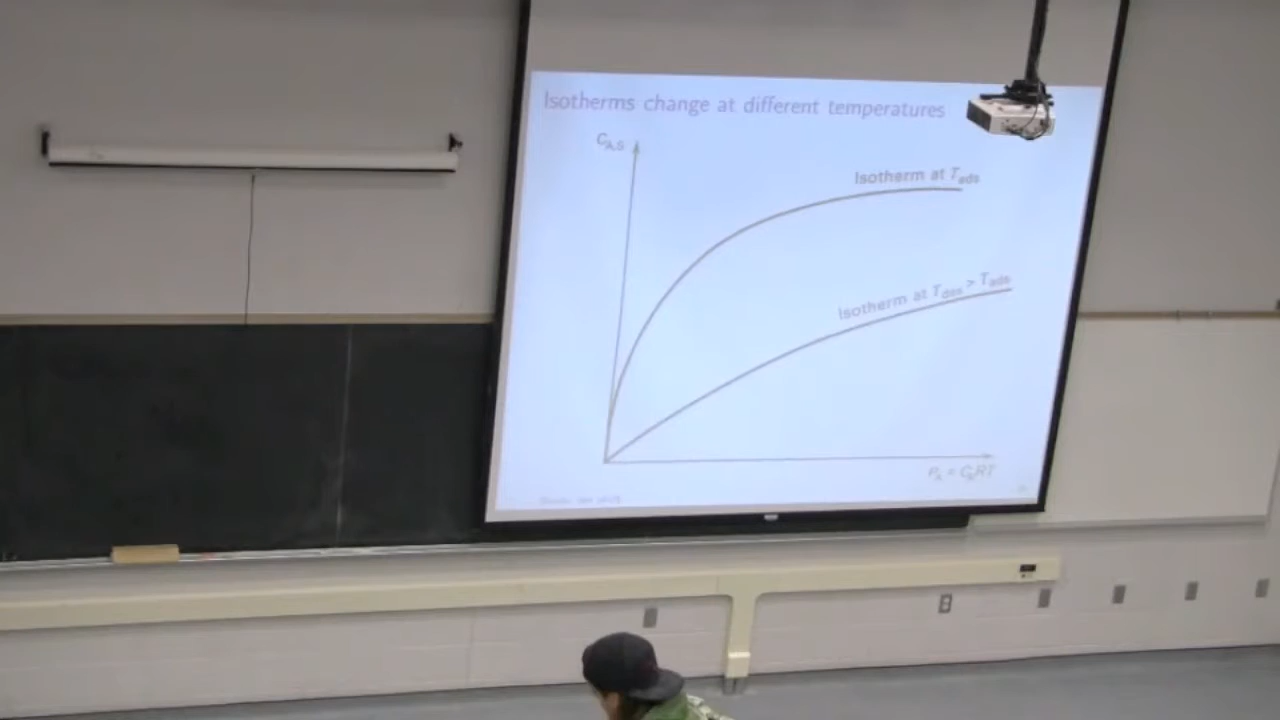 Isotherms change at different temperatures
C_A,S
Isotherm at T_ads
Isotherm at T_des > T_ads
P_A = C_A RT